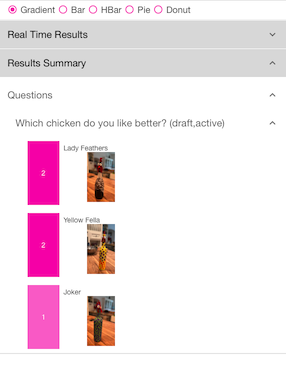 Gradient Bar HBar Pie Donut
Real Time Results
Results Summary
Questions
Which chicken do you like better? (draft,active)
Lady Feathers
2
Yellow Fella
2
Joker
1